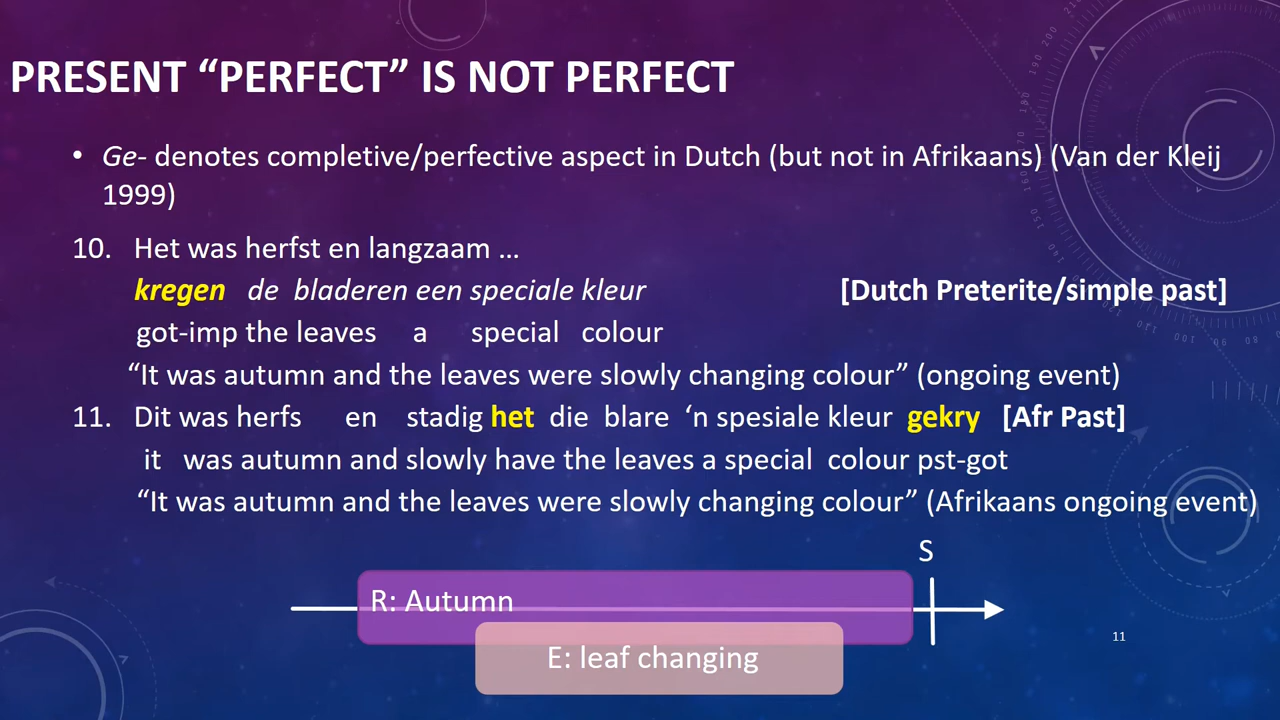 PRESENT “PERFECT” IS NOT PERFECT
• Ge- denotes completive/perfective aspect in Dutch (but not in Afrikaans) (Van der Kleij
1999)
10. Het was herfst en langzaam …
kregen de bladeren een speciale kleur [Dutch Preterite/simple past]
got-imp the leaves a special colour
“It was autumn and the leaves were slowly changing colour” (ongoing event)
11. Dit was herfs en stadig het die blare ‘n spesiale kleur gekry [Afr Past]
it was autumn and slowly have the leaves a special colour pst-got
“It was autumn and the leaves were slowly changing colour” (Afrikaans ongoing event)
S
R: Autumn
E: leaf changing
11